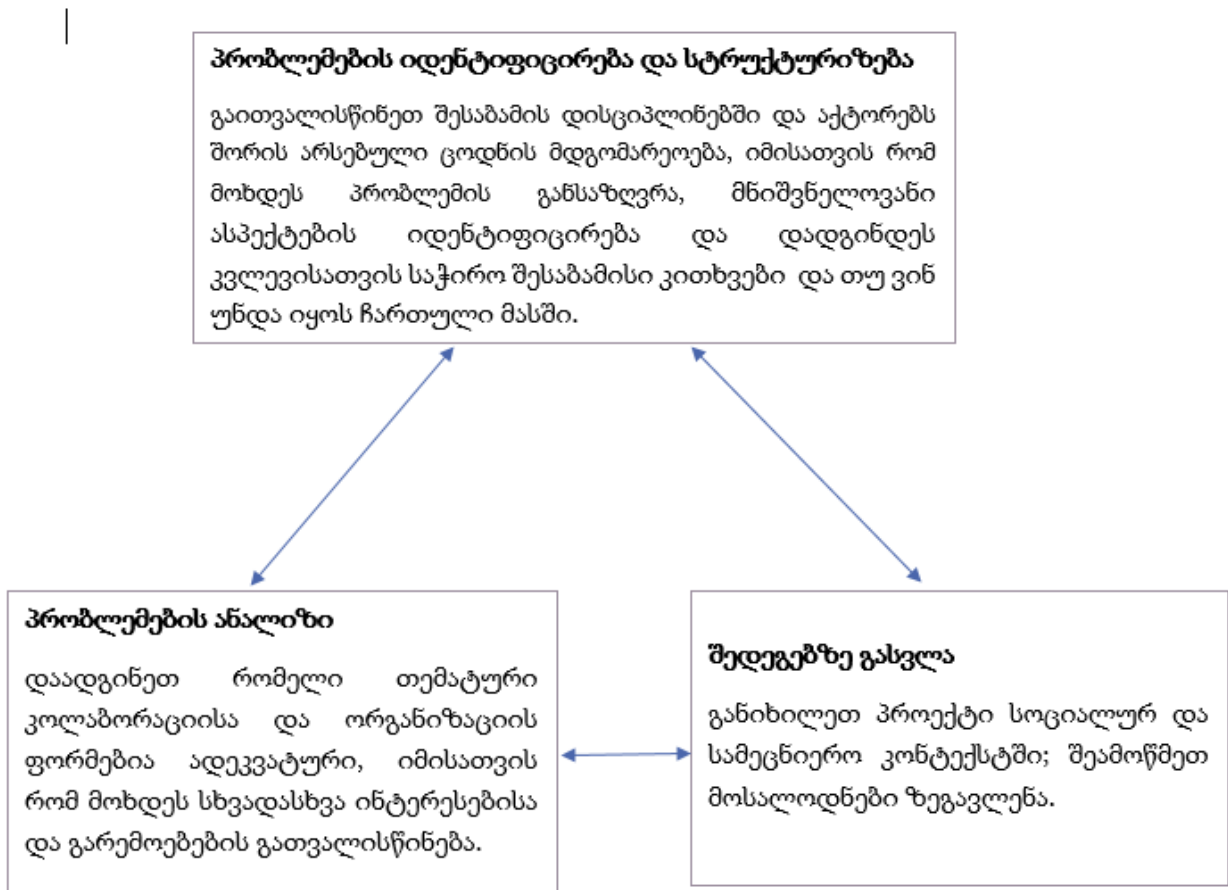 პრობლემების იდენტიფიცირება და სტრუქტურიზება
გაითვალისწინეთ შესაბამის დისციპლინებში და აქტორებს
შორის არსებული ცოდნის მდგომარეოება, იმისათვის რომ
მოხდეს პრობლემის განსაზღვრა, მნიშვნელოვანი
ასპექტების იდენტიფიცირება და დადგინდეს
კვლევისათვის საჭირო შესაბამისი კითხვები და თუ ვინ
უნდა იყოს ჩართული მასში.
პრობლემების ანალიზი
დაადგინეთ რომელი თემატური
კოლაბორაციისა და ორგანიზაციის
ფორმებია ადეკვატური, იმისათვის
რომ მოხდეს სხვადასხვა ინტერესებისა
და გარემოებების გათვალისწინება.
შედეგებზე გასვლა
განიხილეთ პროექტი სოციალურ და
სამეცნიერო კონტექსტში; შეამოწმეთ
მოსალოდნები ზეგავლენა.